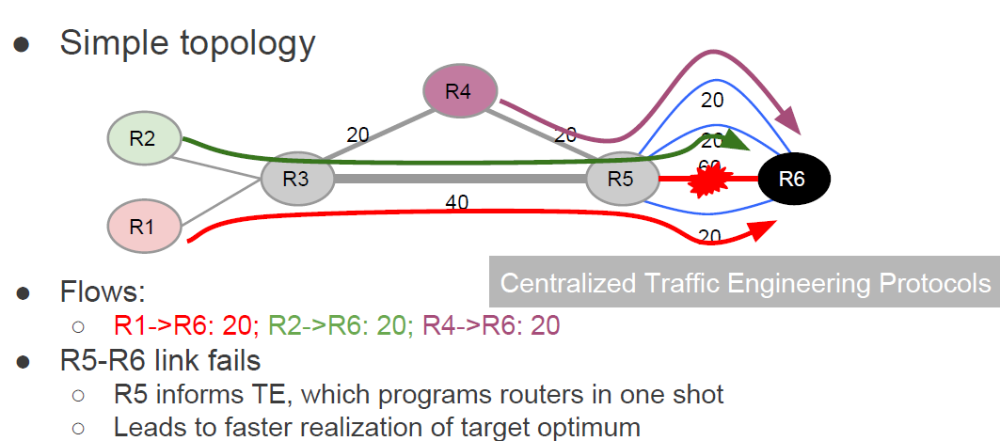 Simple topology
R4
20
20
20
R2
20
R3
R5
R6
40
R1
20
Centralized Traffic Engineering Protocols
Flows:
R1->R6: 20; R2->R6: 20; R4->R6: 20
R5-R6 link fails
R5 informs TE, which programs routers in one shot
Leads to faster realization of target optimum